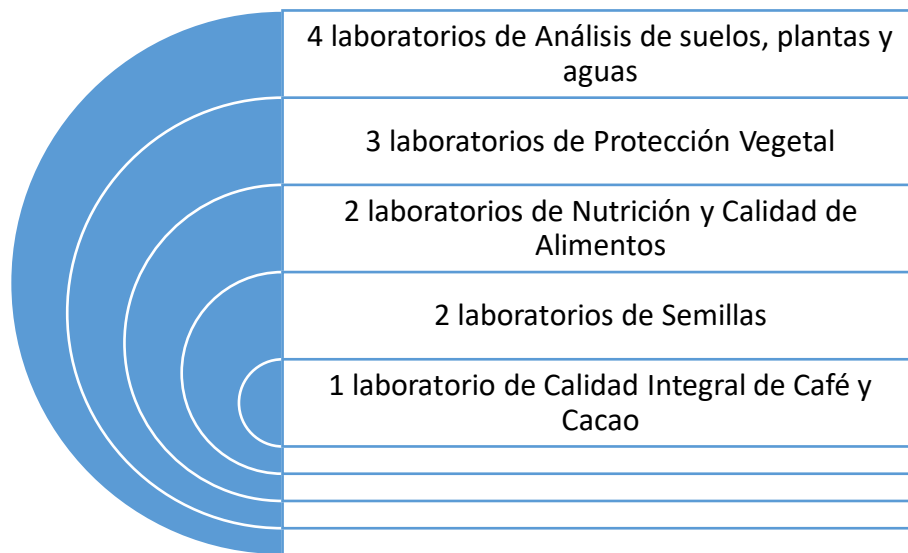 4 laboratorios de Análisis de suelos, plantas y
aguas
3 laboratorios de Protección Vegetal
2 laboratorios de Nutrición y Calidad de
Alimentos
2 laboratorios de Semillas
1 laboratorio de Calidad Integral de Café y
Cacao